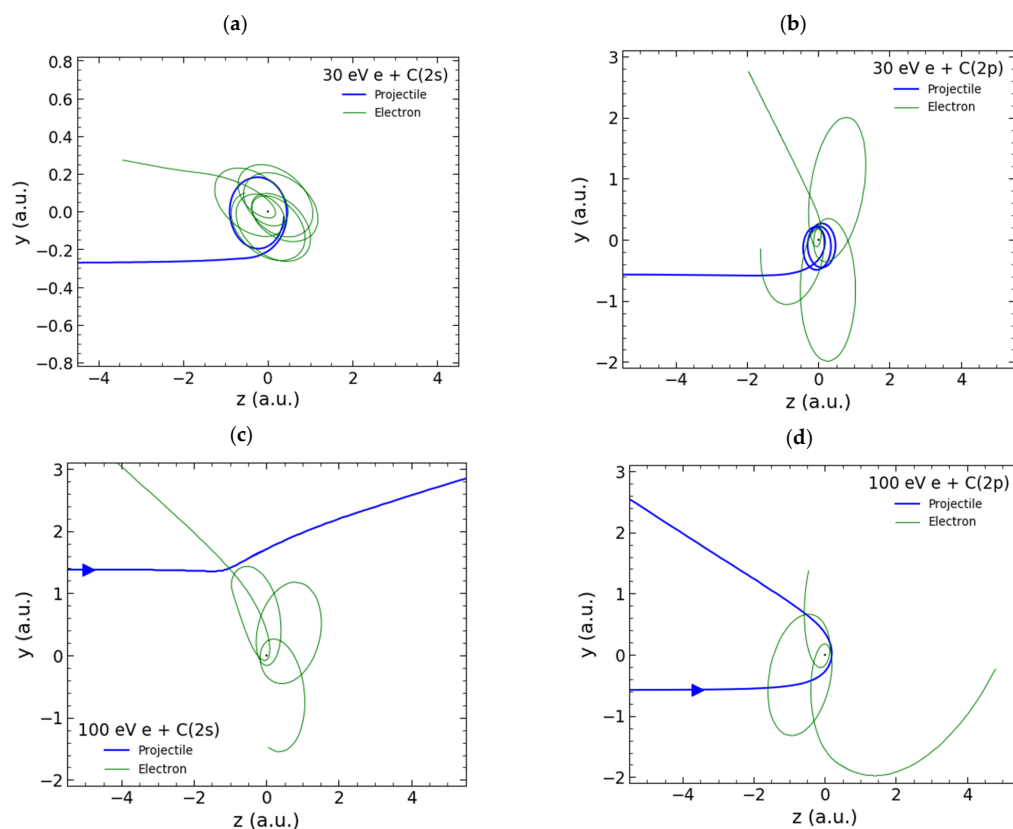 (a)
30 eV e + C(2s)
Projectile
Electron
y (a.u.)
0.8
0.6
0.4
0.2
0.0
−0.2
−0.4
−0.6
−0.8
−4
−2
0
2
4
z (a.u.)
(b)
30 eV e + C(2p)
Projectile
Electron
y (a.u.)
3
2
1
0
−1
−2
−4
−2
0
2
4
z (a.u.)
(c)
y (a.u.)
3
2
1
0
−1
−2
100 eV e + C(2s)
Projectile
Electron
−4
−2
0
2
4
z (a.u.)
(d)
100 eV e + C(2p)
Projectile
Electron
y (a.u.)
3
2
1
0
−1
−2
−4
−2
0
2
4
z (a.u.)